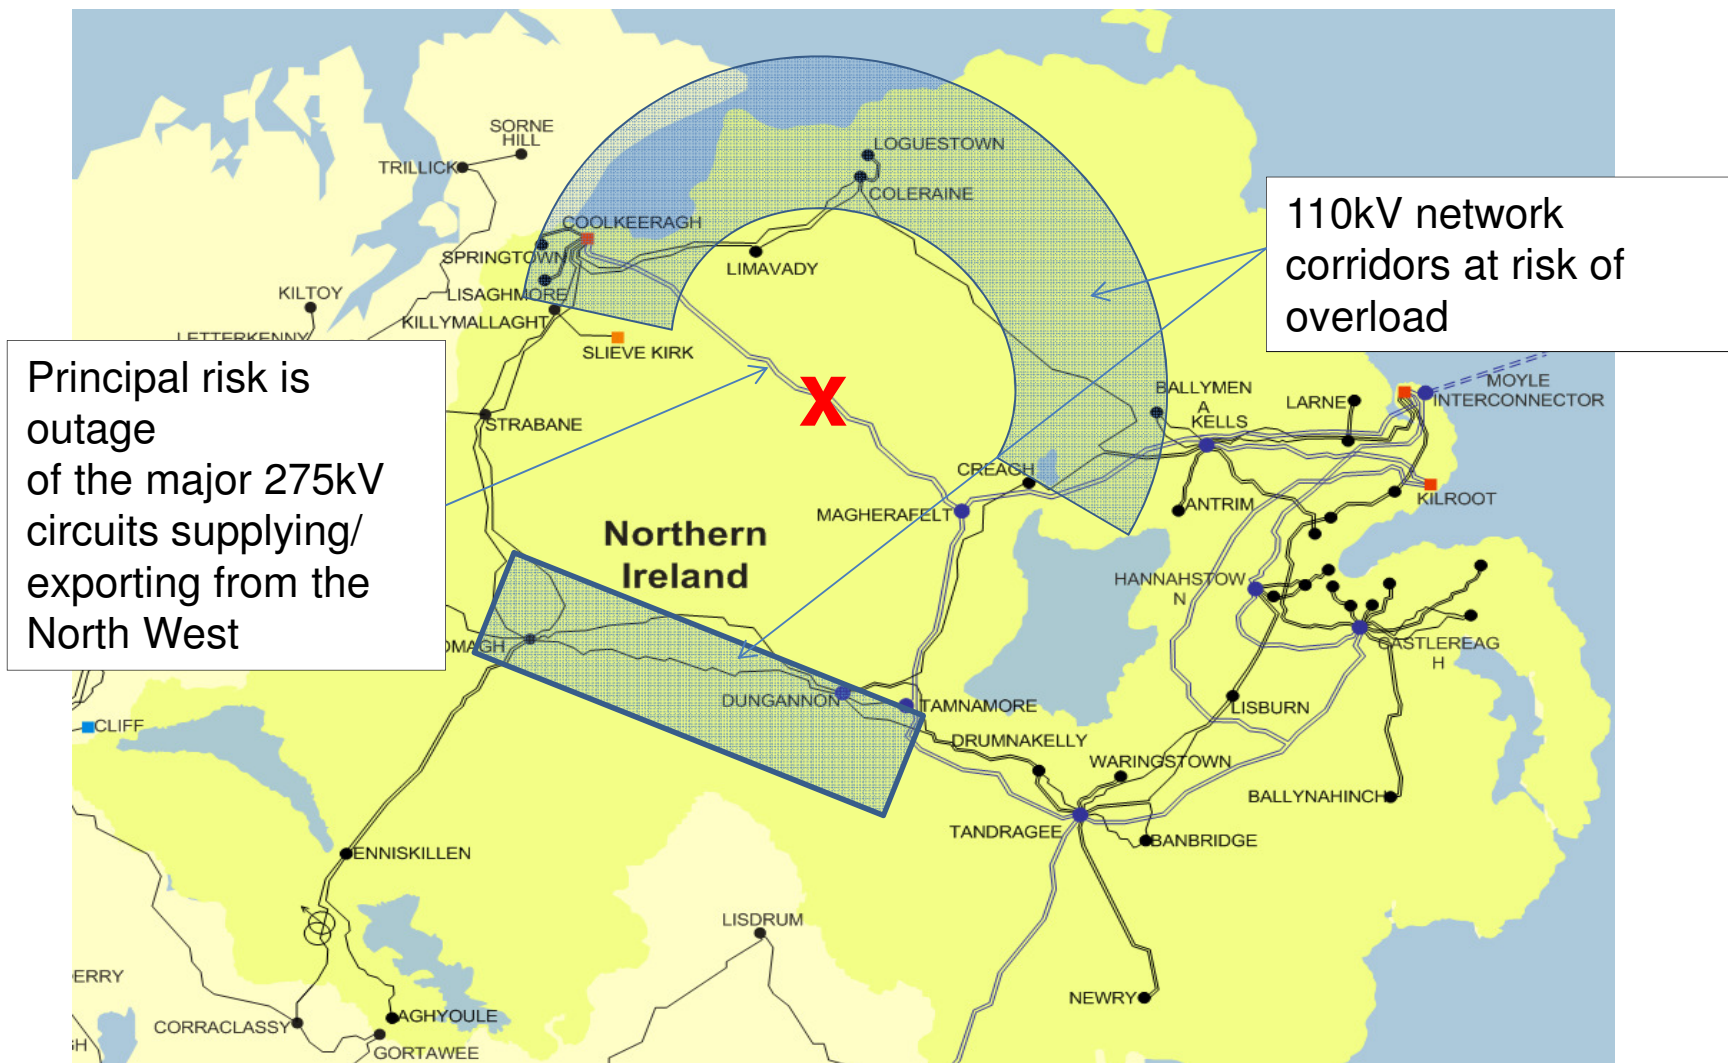 SORNE
HILL
TRILLICK
LOGUESTOWN
COLERAINE
COOLKEERAGH
SPRINGTOWN
LIMAVADY
LISAGHMORE
KILTOY
KILLYMALLAGHT
LETTERKENNY
SLIEVE KIRK
110kV network
corridors at risk of
overload
Principal risk is
outage
of the major 275kV
circuits supplying/
exporting from the
North West
X
STRABANE
BALLYMEN
A
KELLS
LARNE
MOYLE
INTERCONNECTOR
CREAGH
MAGHERAFELT
ANTRIM
KILROOT
Northern
Ireland
HANNAHSTOW
N
OMAGH
CASTLEREAG
H
DUNGANNON
TAMNAMORE
LISBURN
CLIFF
DRUMNAKELLY
WARINGSTOWN
BALLYNAHINCH
TANDRAGEE
BANBRIDGE
ENNISKILLEN
LISDRUM
ERRY
NEWRY
AGHYOULE
CORRACLASSY
GORTAWEE